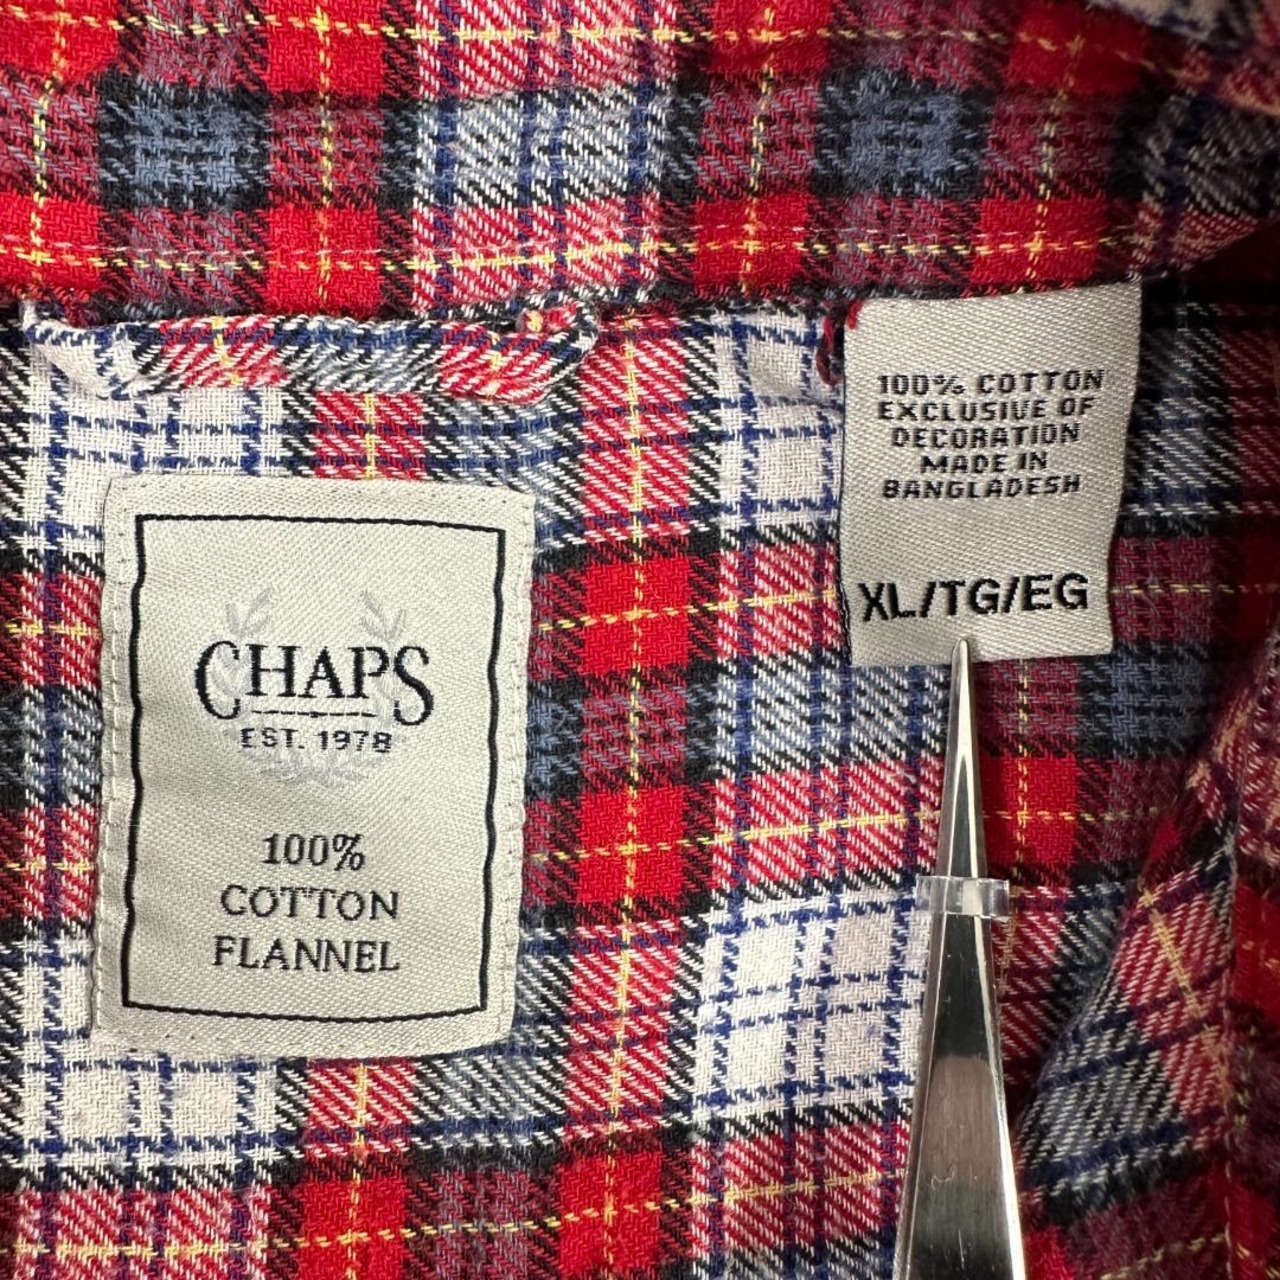 CHAPS
EST. 1978
100%
COTTON
FLANNEL
100% COTTON
EXCLUSIVE OF
DECORATION
MADE IN
BANGLADESH
XL/TG/EG